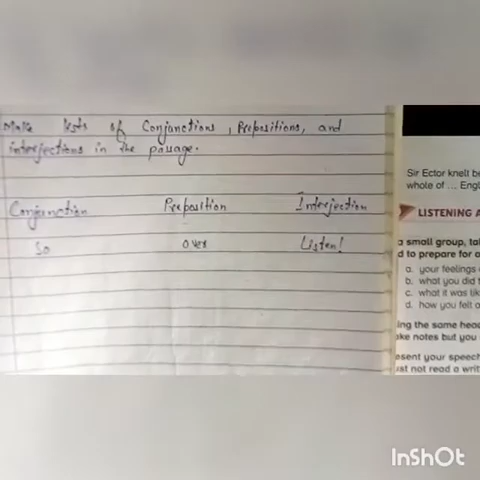 Make lists of Conjunctions, Prepositions, and
interjections in the passage.
Conjunction Preposition Interjection
So over Listen!
Sir Ector knelt be
whole of ... Engl
LISTENING A
a small group, tal
d to prepare for a
a. your feelings
b. what you did
c. what it was lik
d. how you felt a
ing the same head
ake notes but you
esent your speech
ust not read a writ
InShOt